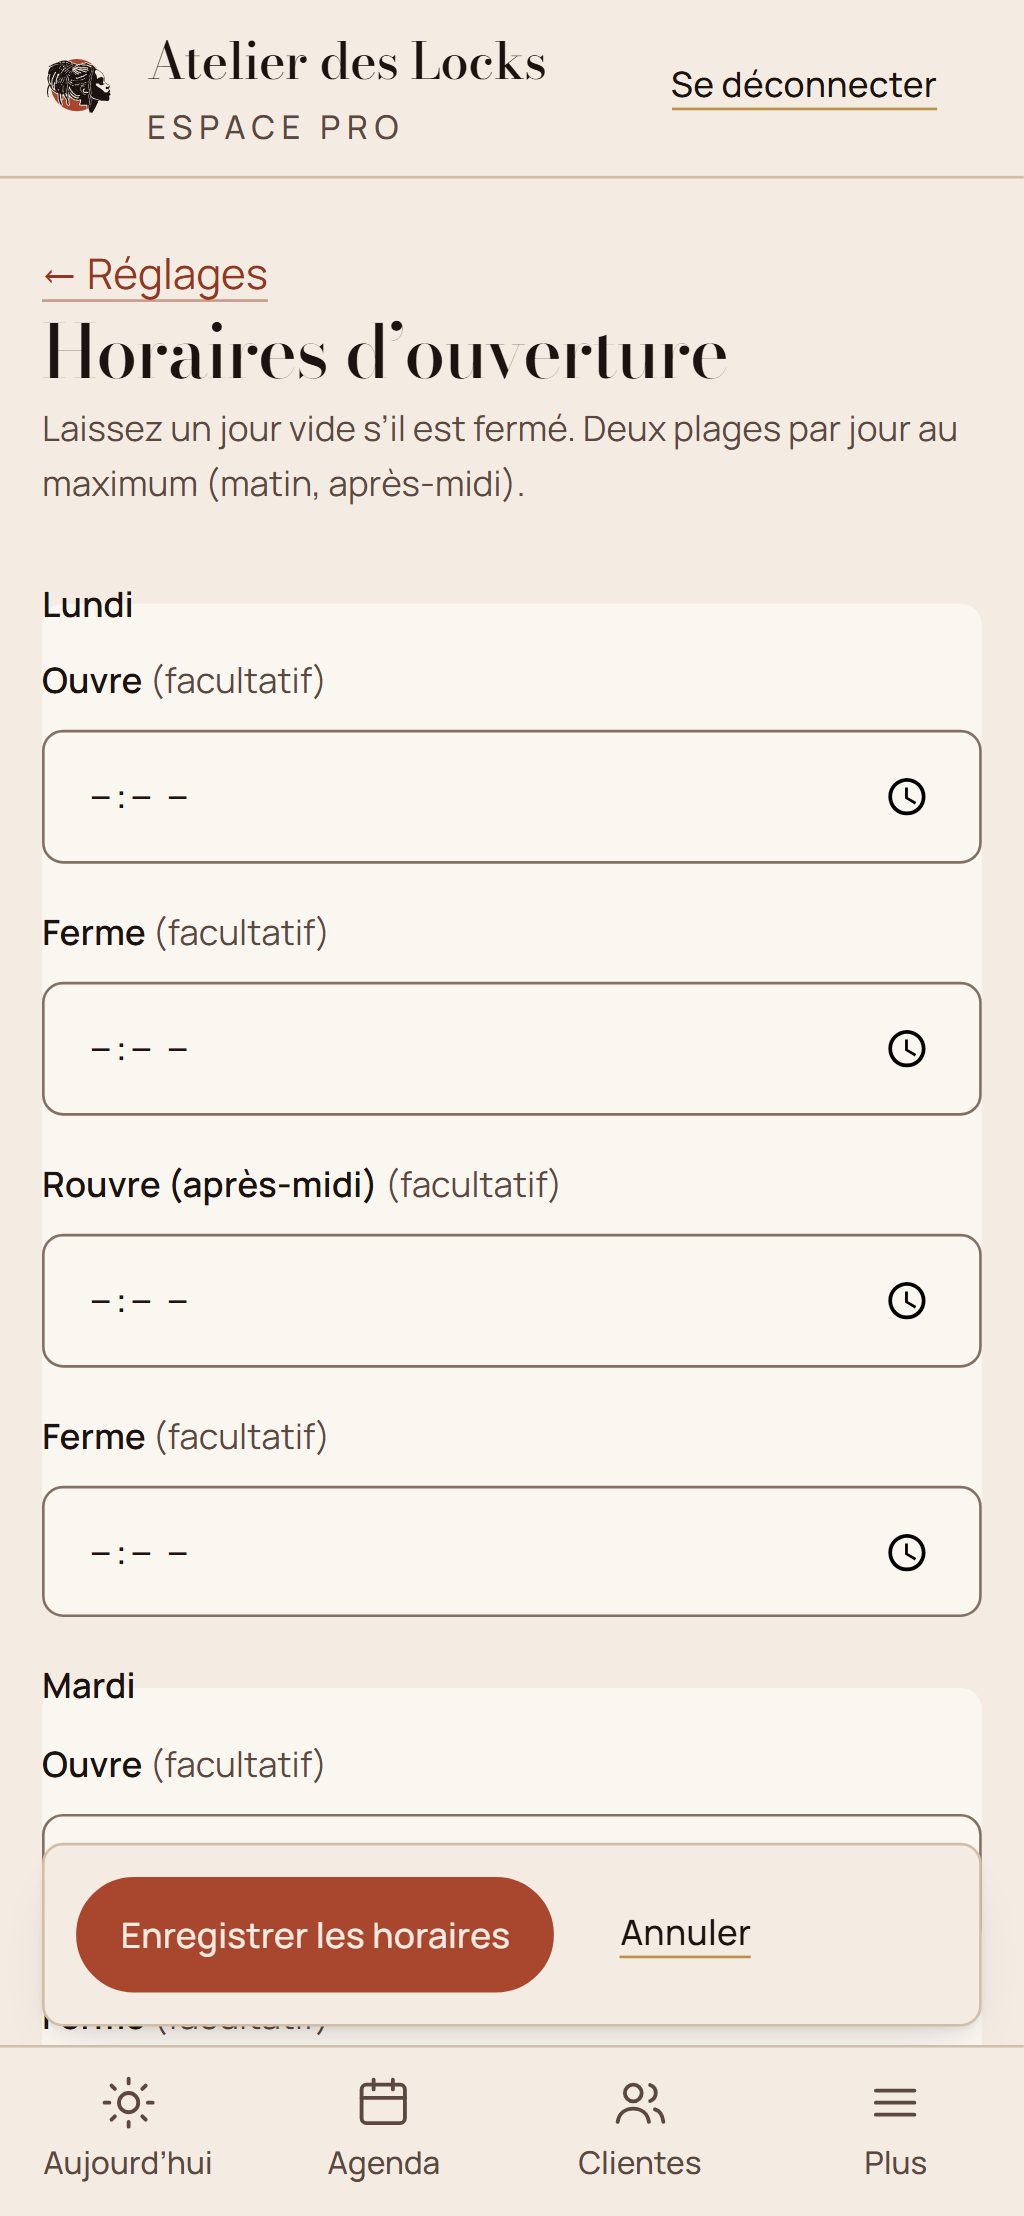 Atelier des Locks
ESPACE PRO
Se déconnecter
← Réglages
Horaires d’ouverture
Laissez un jour vide s’il est fermé. Deux plages par jour au
maximum (matin, après-midi).
Lundi
Ouvre (facultatif)
–:– –
Ferme (facultatif)
–:– –
Rouvre (après-midi) (facultatif)
–:– –
Ferme (facultatif)
–:– –
Mardi
Ouvre (facultatif)
Enregistrer les horaires
Annuler
Aujourd’hui
Agenda
Clientes
Plus